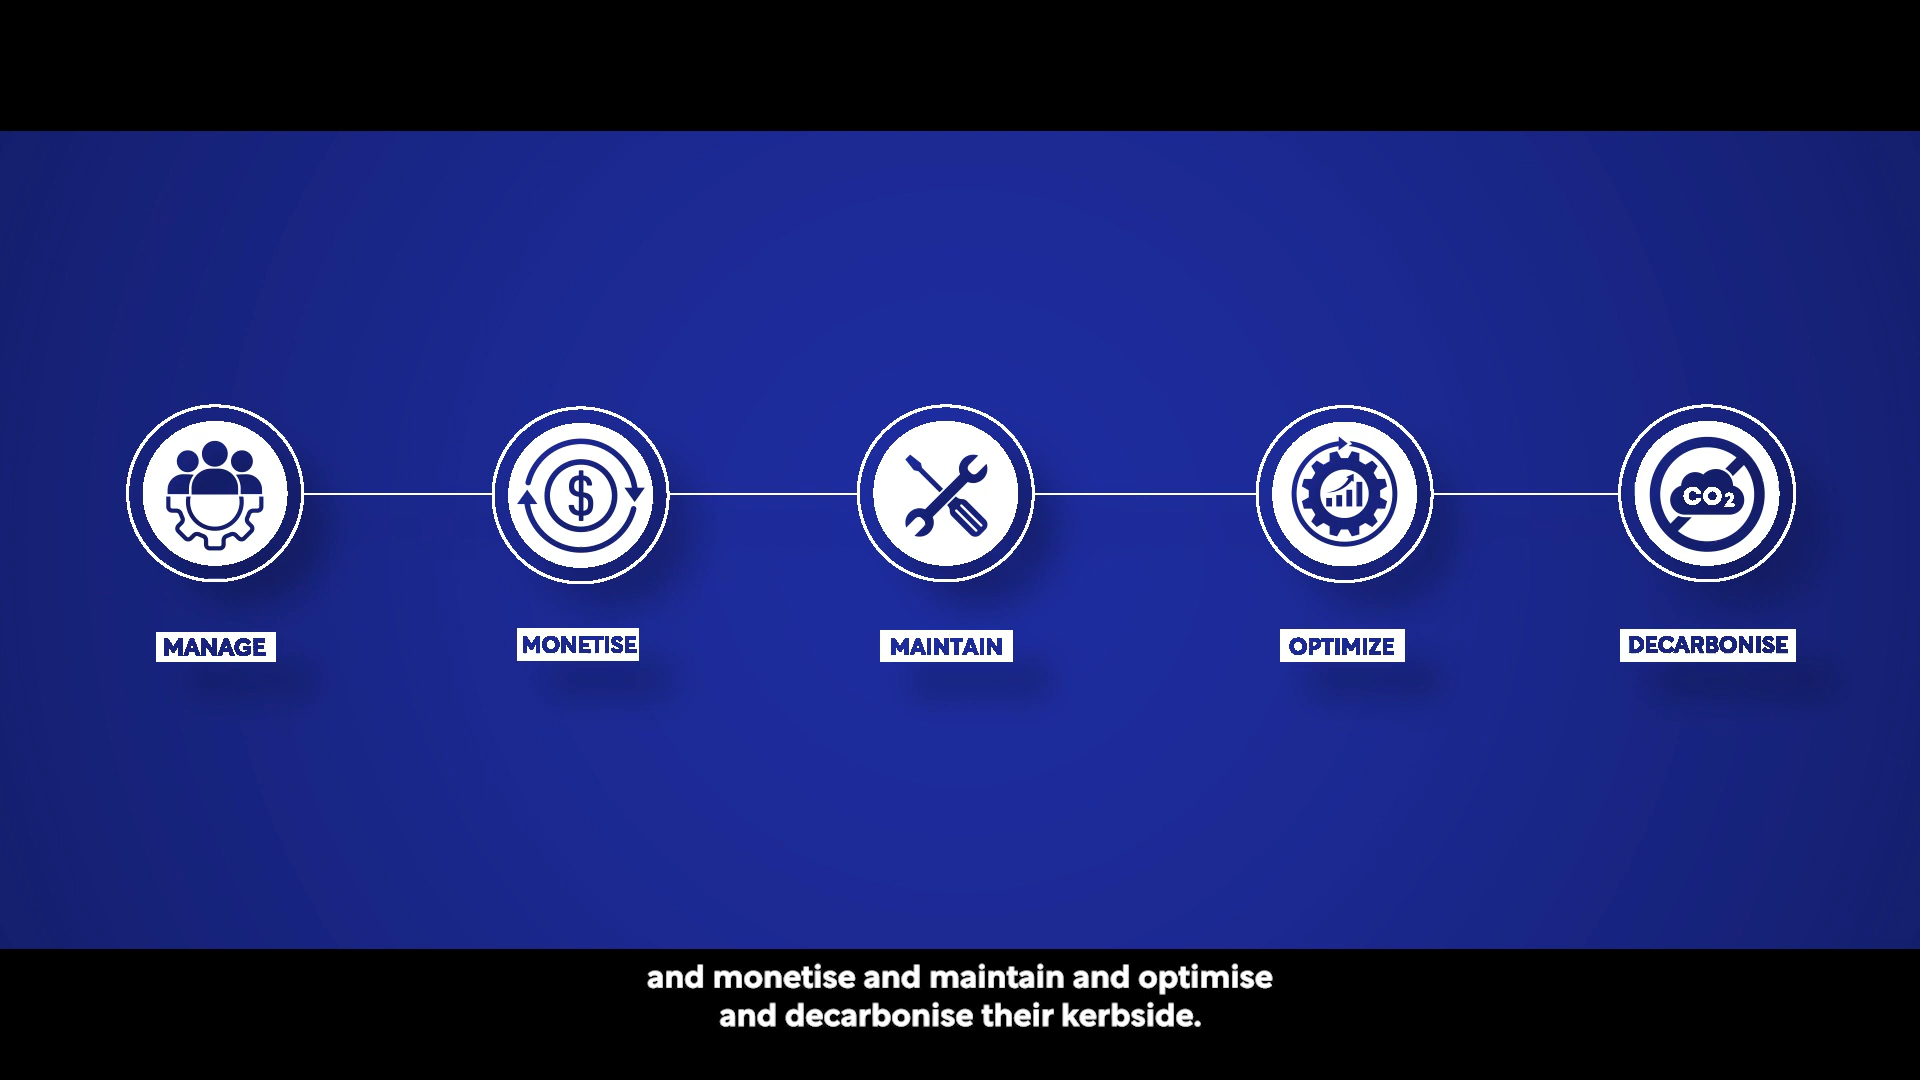 $
CO2
MANAGE
MONETISE
MAINTAIN
OPTIMIZE
DECARBONISE
and monetise and maintain and optimise
and decarbonise their kerbside.